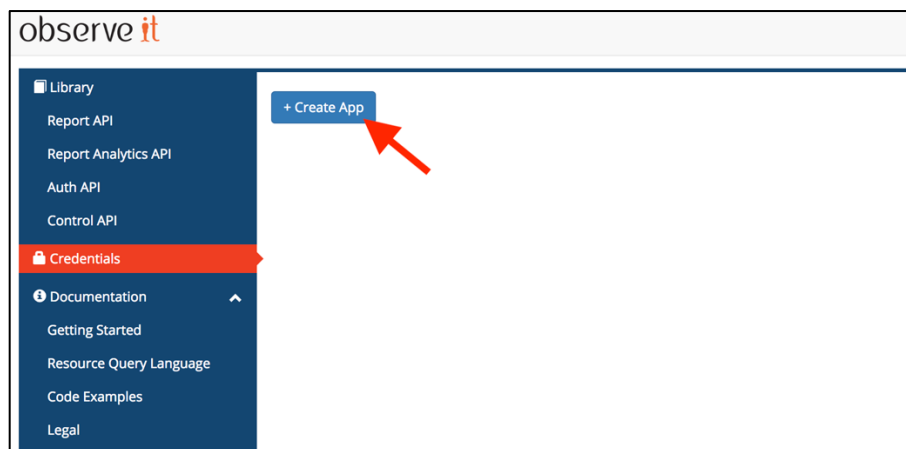 observe it
Library
Report API
Report Analytics API
Auth API
Control API
Credentials
Documentation
Getting Started
Resource Query Language
Code Examples
Legal
+ Create App